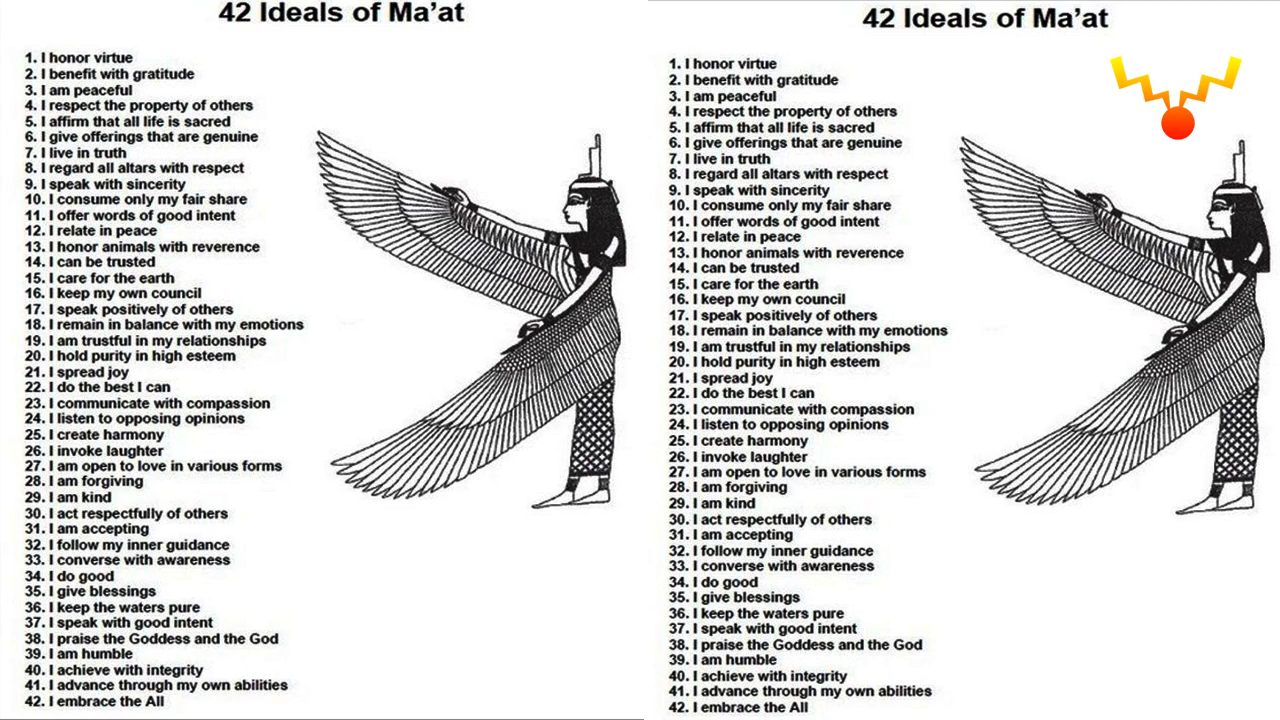 42 Ideals of Ma'at
1. I honor virtue
2. I benefit with gratitude
3. I am peaceful
4. I respect the property of others
5. I affirm that all life is sacred
6. I give offerings that are genuine
7. I live in truth
8. I regard all altars with respect
9. I speak with sincerity
10. I consume only my fair share
11. I offer words of good intent
12. I relate in peace
13. I honor animals with reverence
14. I can be trusted
15. I care for the earth
16. I keep my own council
17. I speak positively of others
18. I remain in balance with my emotions
19. I am trustful in my relationships
20. I hold purity in high esteem
21. I spread joy
22. I do the best I can
23. I communicate with compassion
24. I listen to opposing opinions
25. I create harmony
26. I invoke laughter
27. I am open to love in various forms
28. I am forgiving
29. I am kind
30. I act respectfully of others
31. I am accepting
32. I follow my inner guidance
33. I converse with awareness
34. I do good
35. I give blessings
36. I keep the waters pure
37. I speak with good intent
38. I praise the Goddess and the God
39. I am humble
40. I achieve with integrity
41. I advance through my own abilities
42. I embrace the All
42 Ideals of Ma'at
1. I honor virtue
2. I benefit with gratitude
3. I am peaceful
4. I respect the property of others
5. I affirm that all life is sacred
6. I give offerings that are genuine
7. I live in truth
8. I regard all altars with respect
9. I speak with sincerity
10. I consume only my fair share
11. I offer words of good intent
12. I relate in peace
13. I honor animals with reverence
14. I can be trusted
15. I care for the earth
16. I keep my own council
17. I speak positively of others
18. I remain in balance with my emotions
19. I am trustful in my relationships
20. I hold purity in high esteem
21. I spread joy
22. I do the best I can
23. I communicate with compassion
24. I listen to opposing opinions
25. I create harmony
26. I invoke laughter
27. I am open to love in various forms
28. I am forgiving
29. I am kind
30. I act respectfully of others
31. I am accepting
32. I follow my inner guidance
33. I converse with awareness
34. I do good
35. I give blessings
36. I keep the waters pure
37. I speak with good intent
38. I praise the Goddess and the God
39. I am humble
40. I achieve with integrity
41. I advance through my own abilities
42. I embrace the All